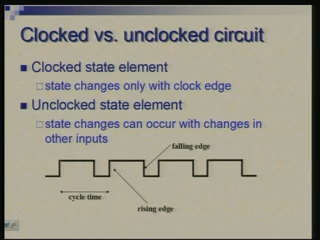 Clocked vs. unclocked circuit
Clocked state element
state changes only with clock edge
Unclocked state element
state changes can occur with changes in
other inputs
falling edge
cycle time
rising edge